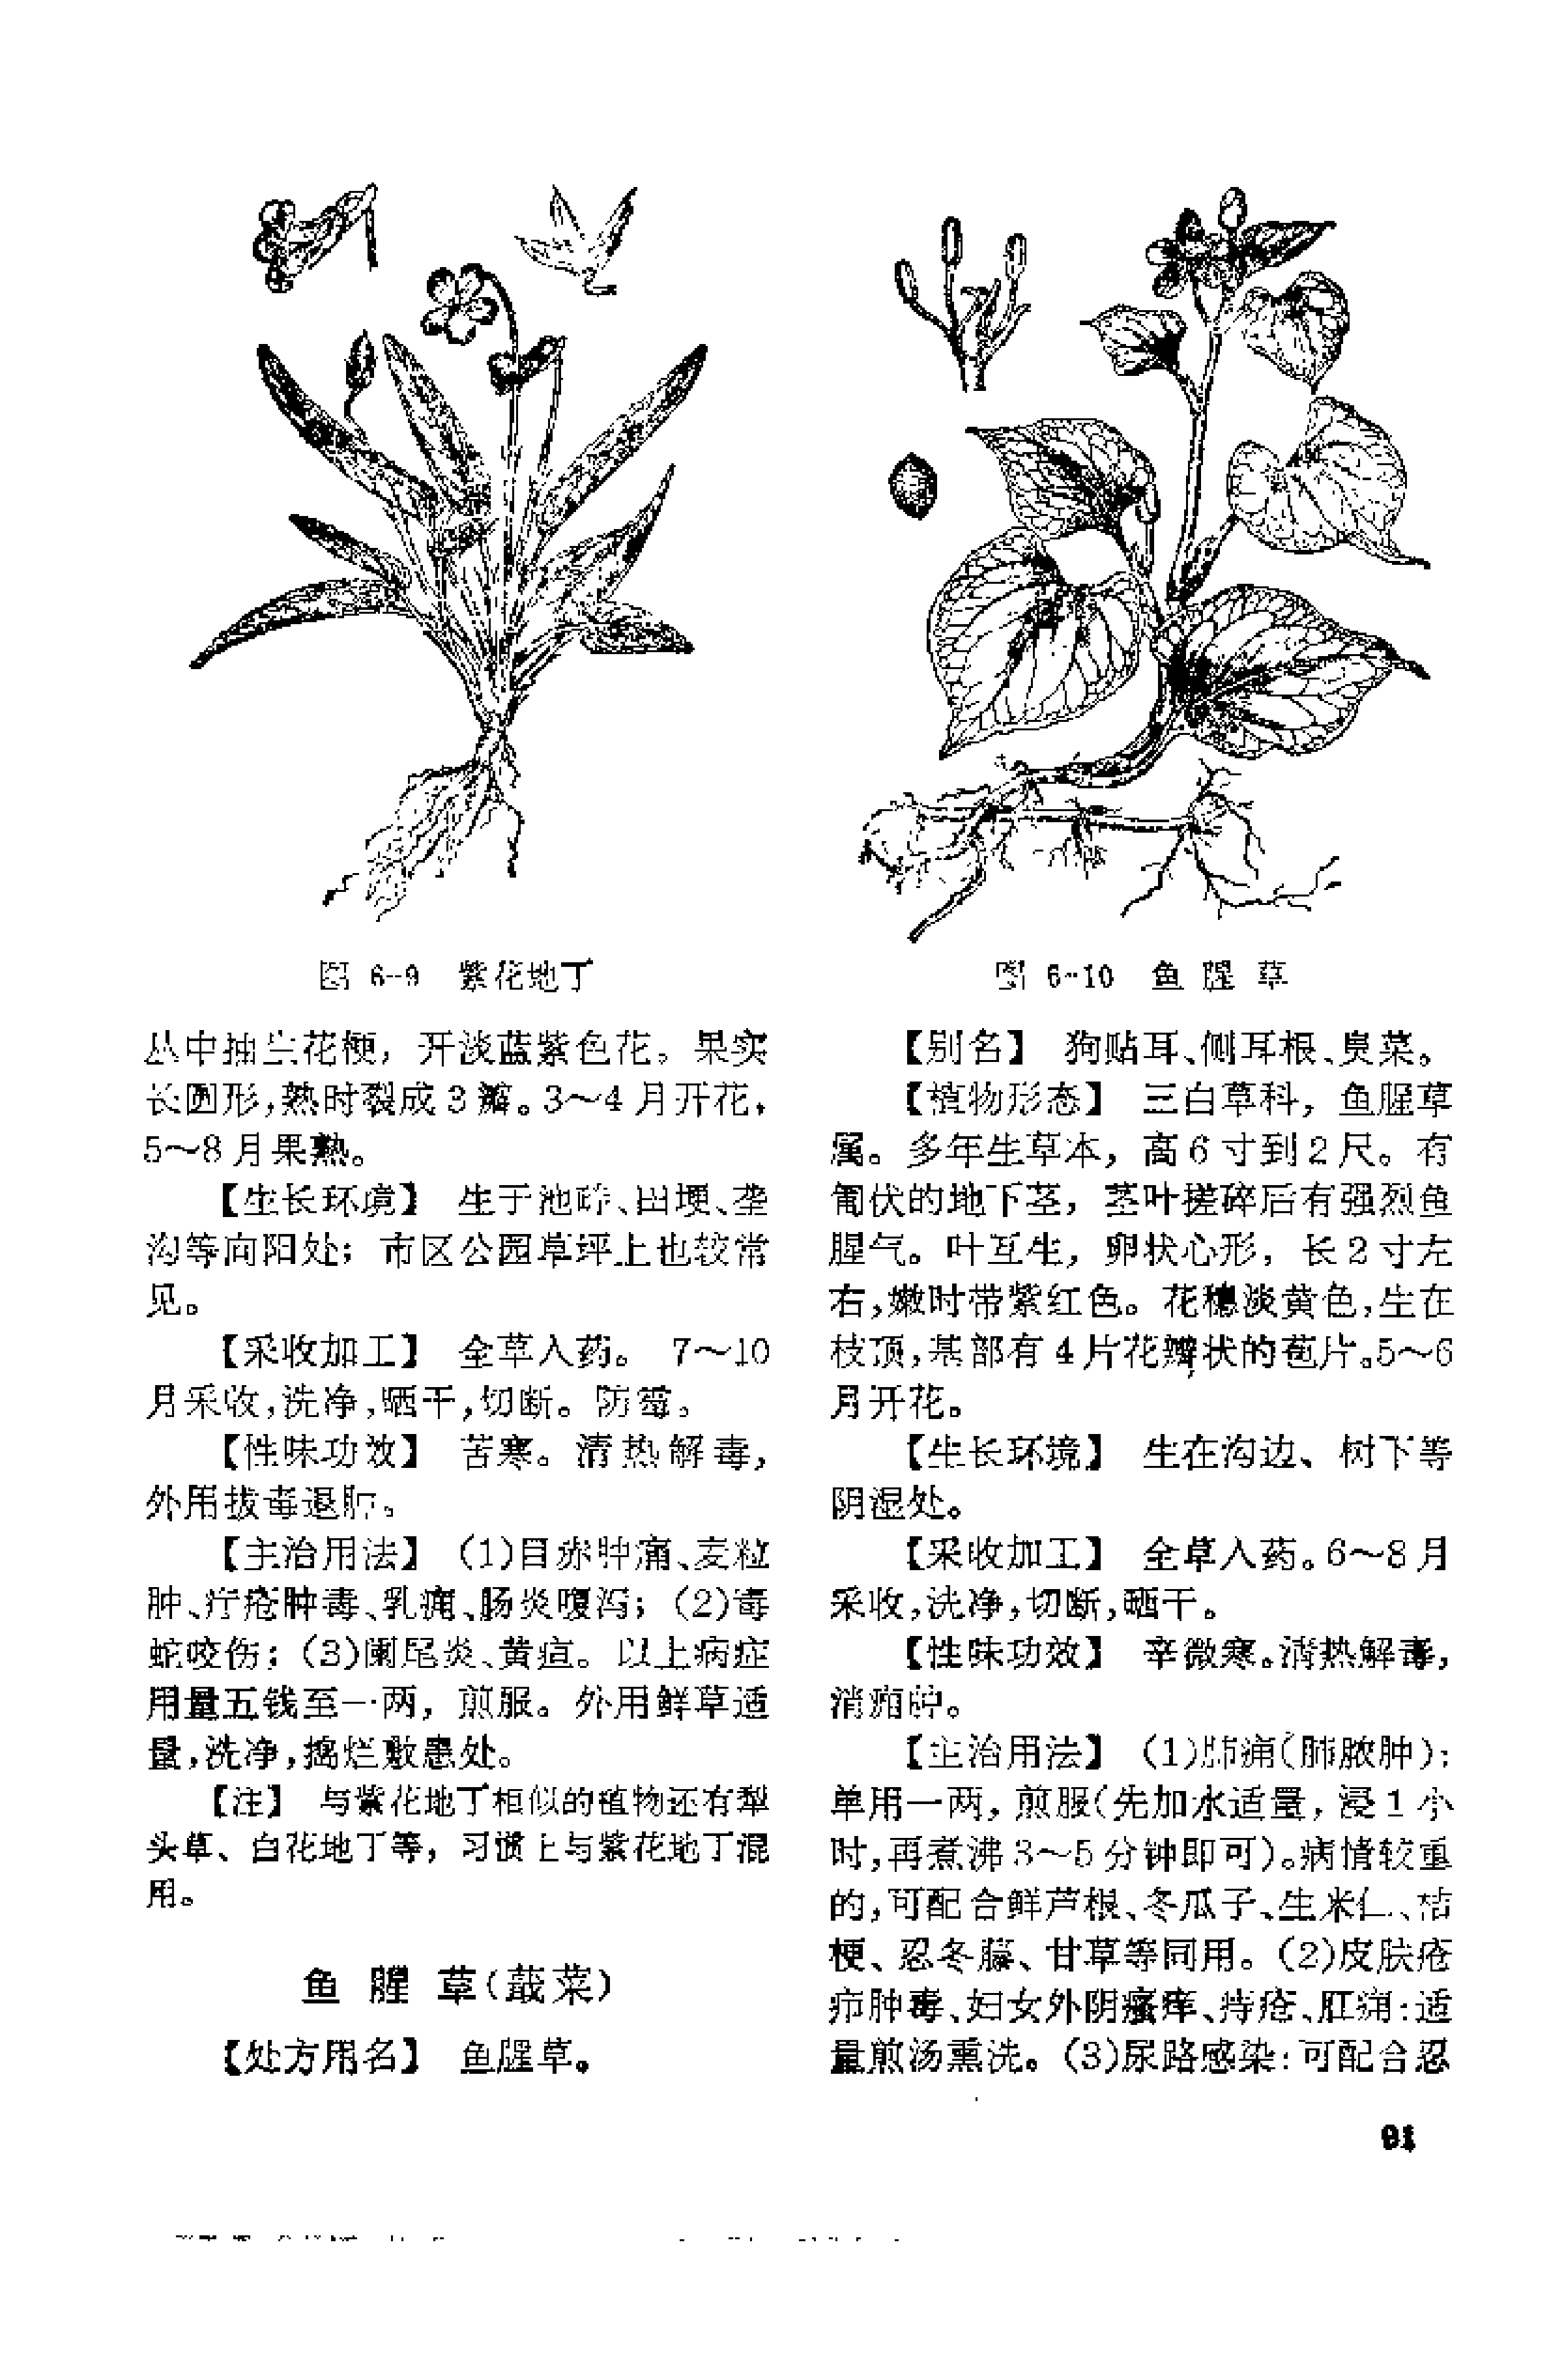 图 6-9 紫花地丁
丛中抽出花梗，开淡蓝紫色花。果实
长圆形，熟时裂成3瓣。3～4月开花，
5～8月果熟。
【生长环境】 生于池畔、田埂、垄
沟等向阳处；市区公园草坪上也较常
见。
【采收加工】 全草入药。 7～10
月采收，洗净，晒干，切断。防霉。
【性味功效】 苦寒。清热解毒，
外用拔毒退肿。
【主治用法】 (1)目赤肿痛、麦粒
肿、疔疮肿毒、乳痈、肠炎腹泻；(2)毒
蛇咬伤；(3)阑尾炎、黄疸。以上病症
用量五钱至一两，煎服。外用鲜草适
量，洗净，捣烂敷患处。
【注】 与紫花地丁相似的植物还有犁
头草、白花地丁等，习惯上与紫花地丁混
用。
鱼 腥 草(蕺菜)
【处方用名】 鱼腥草。
图 6-10 鱼 腥 草
【别名】 狗贴耳、侧耳根、臭菜。
【植物形态】 三白草科，鱼腥草
属。多年生草本，高6寸到2尺。有
匍伏的地下茎，茎叶搓碎后有强烈鱼
腥气。叶互生，卵状心形，长2寸左
右，嫩时带紫红色。花穗淡黄色，生在
枝顶，基部有4片花瓣状的苞片。5～6
月开花。
【生长环境】 生在沟边、树下等
阴湿处。
【采收加工】 全草入药。6～8月
采收，洗净，切断，晒干。
【性味功效】 辛微寒。清热解毒，
消痈肿。
【主治用法】 (1)肺痈(肺脓肿)：
单用一两，煎服(先加水适量，浸1小
时，再煮沸3～5分钟即可)。病情较重
的，可配合鲜芦根、冬瓜子、生米仁、桔
梗、忍冬藤、甘草等同用。(2)皮肤疮
疖肿毒、妇女外阴瘙痒、痔疮、肛痈：适
量煎汤熏洗。(3)尿路感染：可配合忍
91